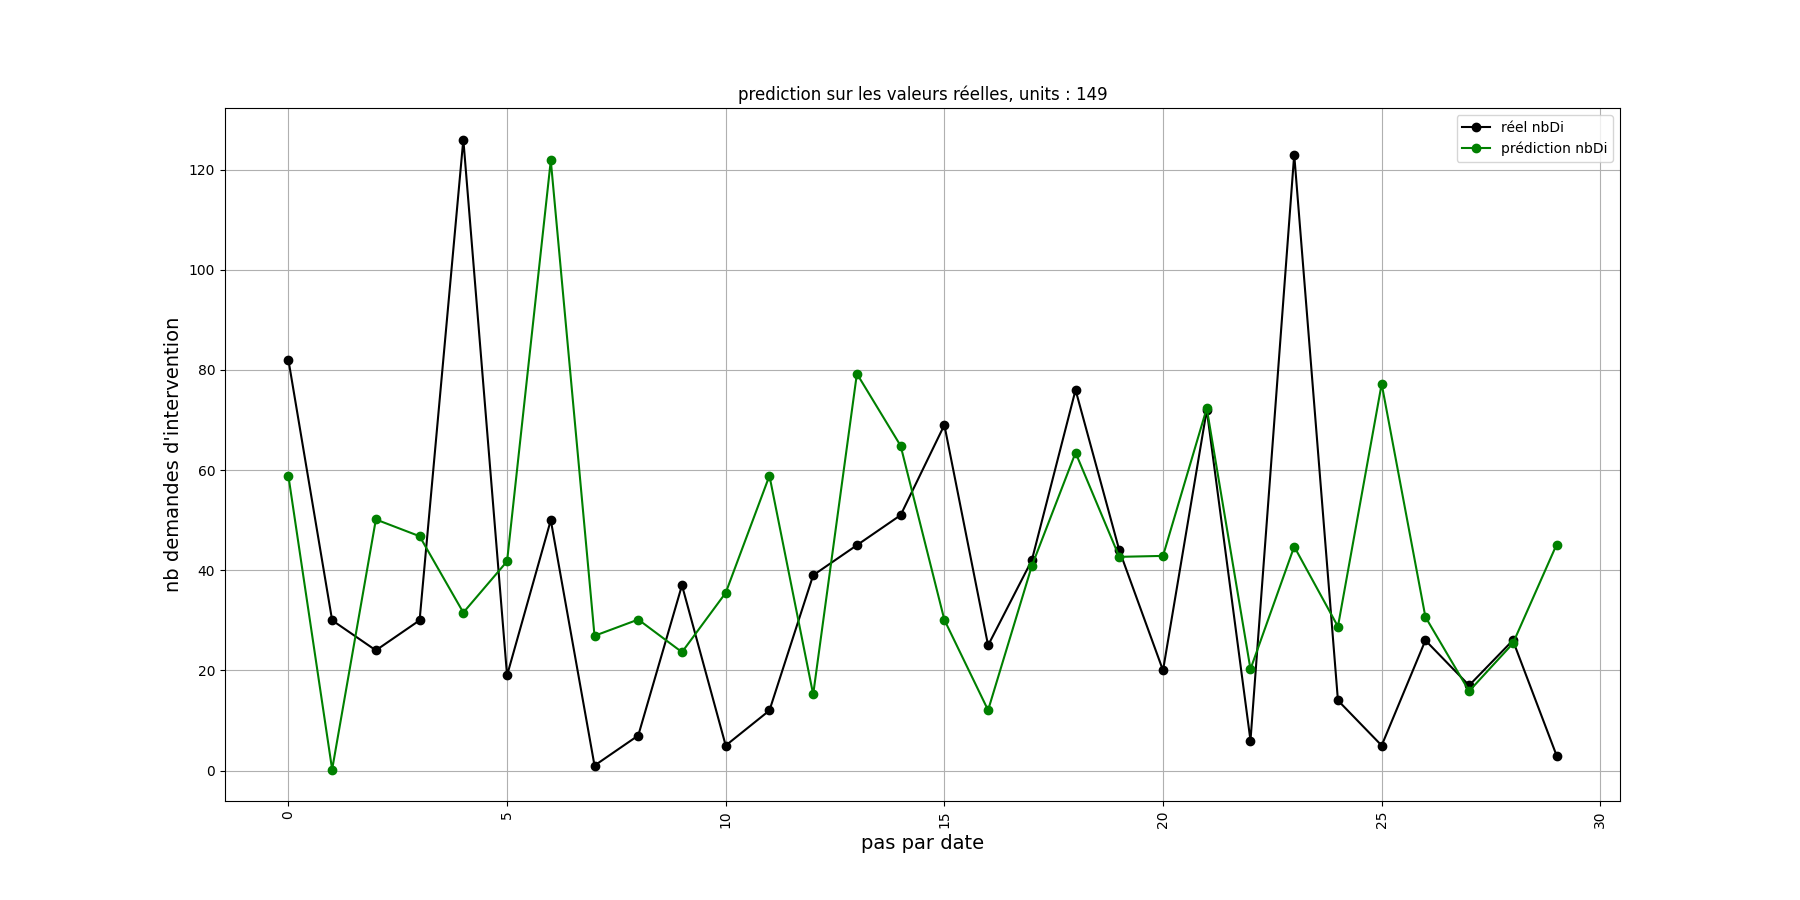 prediction sur les valeurs réelles, units : 149
réel nbDi
prédiction nbDi
nb demandes d'intervention
120
100
80
60
40
20
0
0
5
10
15
20
25
30
pas par date